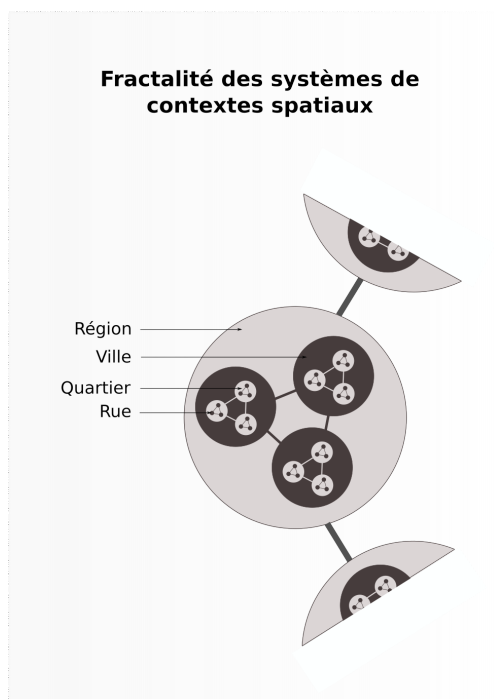 Fractalité des systèmes de
contextes spatiaux
Région
Ville
Quartier
Rue